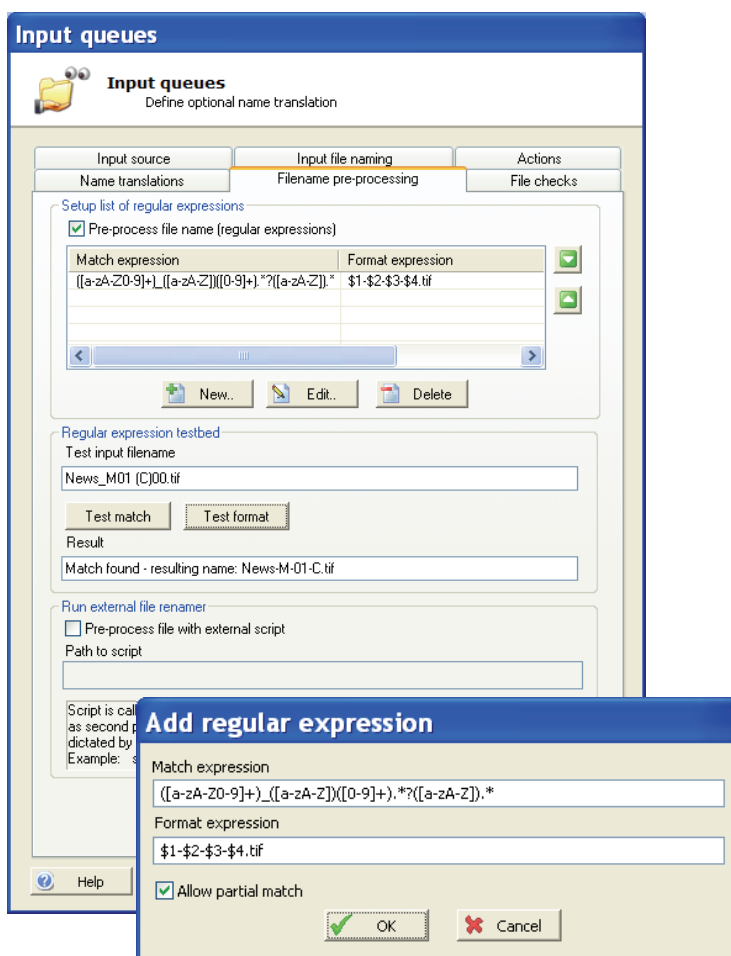 Input queues
Input queues
Define optional name translation
Input source Input file naming Actions
Name translations Filename pre-processing File checks
Setup list of regular expressions
Pre-process file name (regular expressions)
Match expression Format expression
([a-zA-Z0-9]+)_([a-zA-Z])([0-9]+).*?([a-zA-Z]).* $1-$2-$3-$4.tif
New.. Edit.. Delete
Regular expression testbed
Test input filename
News_M01 (C)00.tif
Test match Test format
Result
Match found - resulting name: News-M-01-C.tif
Run external file renamer
Pre-process file with external script
Path to script
Script is call
as second p
dictated by
Example: s
Help
Add regular expression
Match expression
([a-zA-Z0-9]+)_([a-zA-Z])([0-9]+).*?([a-zA-Z]).*
Format expression
$1-$2-$3-$4.tif
Allow partial match
OK Cancel